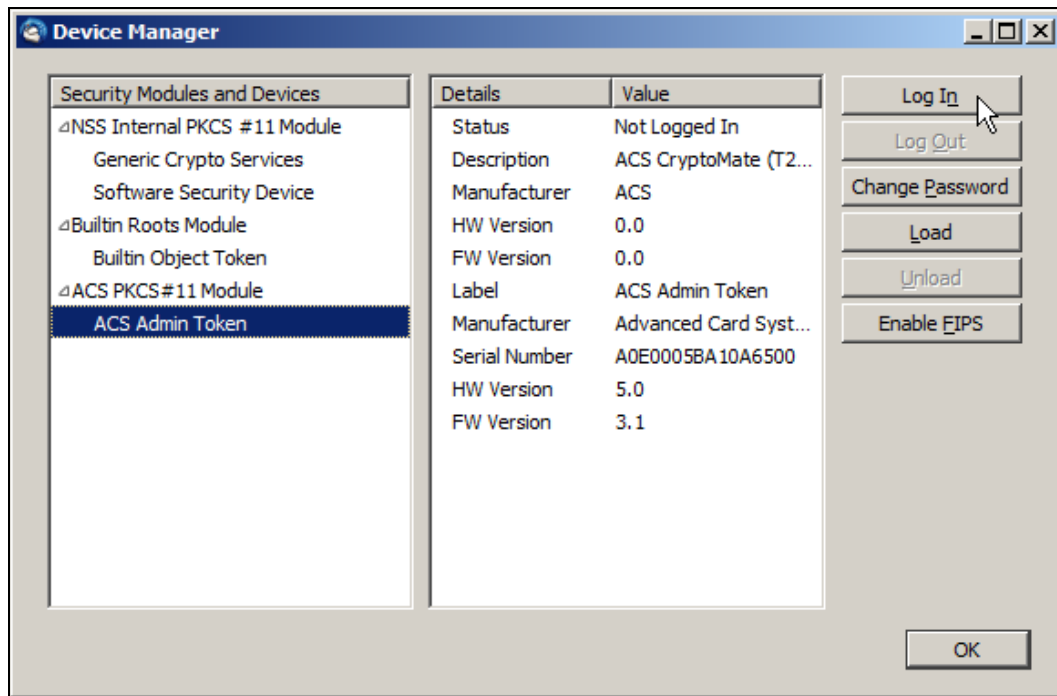 Device Manager
Security Modules and Devices
NSS Internal PKCS #11 Module
Generic Crypto Services
Software Security Device
Builtin Roots Module
Builtin Object Token
ACS PKCS#11 Module
ACS Admin Token
Details Value
Status Not Logged In
Description ACS CryptoMate (T2...
Manufacturer ACS
HW Version 0.0
FW Version 0.0
Label ACS Admin Token
Manufacturer Advanced Card Syst...
Serial Number A0E0005BA10A6500
HW Version 5.0
FW Version 3.1
Log In
Log Out
Change Password
Load
Unload
Enable FIPS
OK